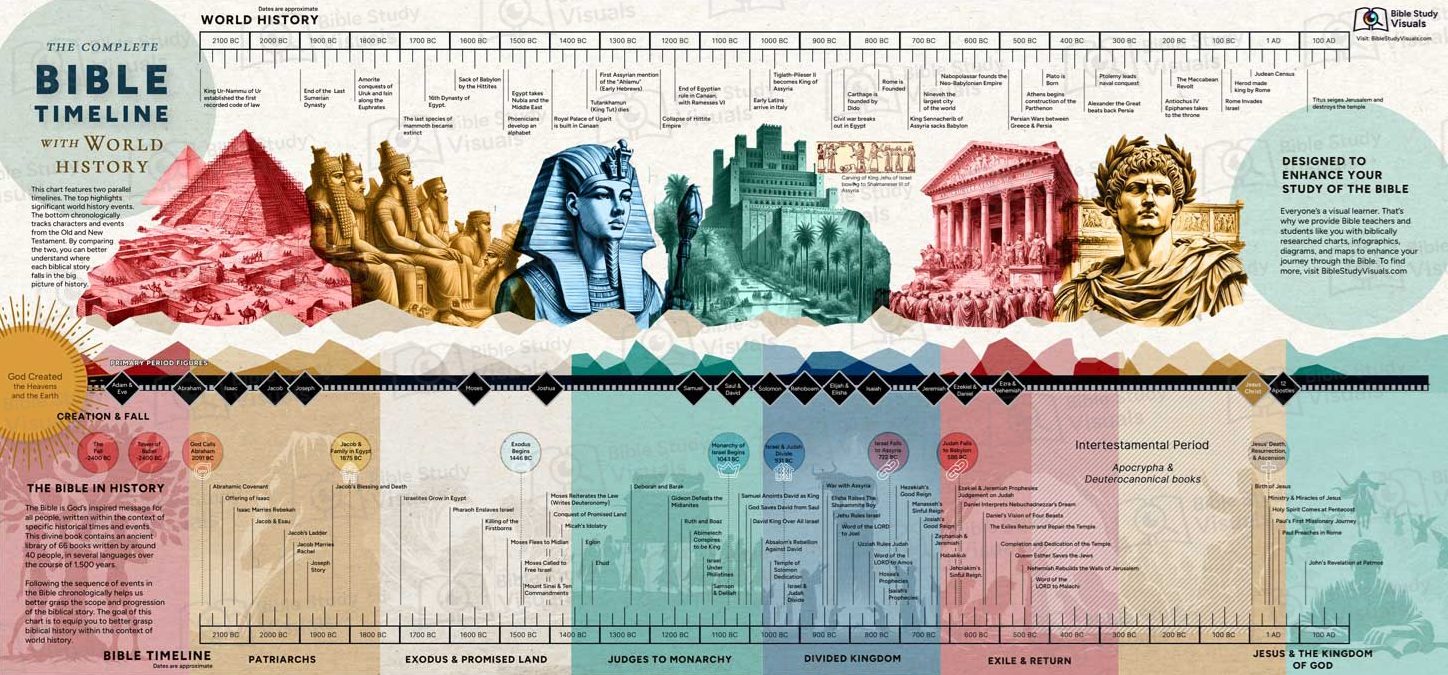 Dates are approximate
WORLD HISTORY
Bible Study
Visuals
Visit: BibleStudyVisuals.com
THE COMPLETE
BIBLE
TIMELINE
WITH WORLD
HISTORY
This chart features two parallel
timelines. The top highlights
significant world history events.
The bottom chronologically
tracks characters and events
from the Old and New
Testament. By comparing
the two, you can better
understand where
each biblical story
falls in the big
picture of history.
2100 BC 2000 BC 1900 BC 1800 BC 1700 BC 1600 BC 1500 BC 1400 BC 1300 BC 1200 BC 1100 BC 1000 BC 900 BC 800 BC 700 BC 600 BC 500 BC 400 BC 300 BC 200 BC 100 BC 1 AD 100 AD
King Ur-Nammu of Ur
established the first
recorded code of law
End of the Last
Sumerian
Dynasty
Amorite
conquests of
Uruk and Isin
along the
Euphrates
The last species of
mammoth became
extinct
16th Dynasty of
Egypt.
Sack of Babylon
by the Hittites
Phoenicians
develop an
alphabet
Egypt takes
Nubia and the
Middle East
Royal Palace of Ugarit
is built in Canaan
Tutankhamun
(King Tut) dies
First Assyrian mention
of the "Ahlamu"
(Early Hebrews)
Collapse of Hittite
Empire
End of Egyptian
rule in Canaan,
with Ramesses VI
Early Latins
arrive in Italy
Tiglath-Pileser II
becomes King of
Assyria
Civil war breaks
out in Egypt
Carthage is
founded by
Dido
Rome is
Founded
King Sennacherib of
Assyria sacks Babylon
Nineveh the
largest city
of the world
Nabopolassar founds the
Neo-Babylonian Empire
Persian Wars between
Greece & Persia
Athens begins
construction of the
Parthenon
Plato is
Born
Alexander the Great
beats back Persia
Ptolemy leads
naval conquest
Antiochus IV
Epiphanes takes
to the throne
The Maccabean
Revolt
Rome Invades
Israel
Herod made
king by Rome
Judean Census
Titus seiges Jerusalem and
destroys the temple
Carving of King Jehu of Israel
bowing to Shalmaneser III of
Assyria
DESIGNED TO
ENHANCE YOUR
STUDY OF THE BIBLE
Everyone's a visual learner. That's
why we provide Bible teachers and
students like you with biblically
researched charts, infographics,
diagrams, and maps to enhance your
journey through the Bible. To find
more, visit BibleStudyVisuals.com
PRIMARY PERIOD FIGURES
God Created
the Heavens
and the Earth
Adam &
Eve
Abraham
Isaac
Jacob
Joseph
Moses
Joshua
Samuel
Saul &
David
Solomon
Rehoboam
Elijah &
Elisha
Isaiah
Jeremiah
Ezekiel &
Daniel
Ezra &
Nehemiah
Jesus
Christ
12
Apostles
CREATION & FALL
The
Fall
Tower of
Babel
God Calls
Abraham
2091 BC
Jacob &
Family in Egypt
1875 BC
Exodus
Begins
1446 BC
Monarchy of
Israel Begins
1043 BC
Israel & Judah
Divide
931 BC
Israel Falls
to Assyria
722 BC
Judah Falls
to Babylon
586 BC
Intertestamental Period
Apocrypha &
Deuterocanonical books
Jesus' Death,
Resurrection,
& Ascension
THE BIBLE IN HISTORY
The Bible is God's inspired message for
all people, written within the context of
specific historical times and events.
This divine book contains an ancient
library of 66 books written by around
40 people, in several languages over
the course of 1,500 years.
Following the sequence of events in
the Bible chronologically helps us
better grasp the scope and progression
of the biblical story. The goal of this
chart is to equip you to better grasp
biblical history within the context of
world history.
Abrahamic Covenant
Offering of Isaac
Isaac Marries Rebekah
Jacob & Esau
Jacob's Ladder
Jacob Marries
Rachel
Joseph
Story
Jacob's Blessing and Death
Israelites Grow in Egypt
Pharaoh Enslaves Israel
Killing of the
Firstborns
Moses Flees to Midian
Moses Called to
Free Israel
Mount Sinai & Ten
Commandments
Moses Reiterates the Law
(Writes Deuteronomy)
Conquest of Promised Land
Micah's Idolatry
Eglon
Ehud
Deborah and Barak
Gideon Defeats the
Midianites
Ruth and Boaz
Abimelech
Conspires
to be King
Israel
Under
Philistines
Samson
& Delilah
Samuel Anoints David as King
God Saves David from Saul
David King Over All Israel
Absalom's Rebellion
Against David
Temple of
Solomon
Dedication
Israel &
Judah
Divide
War with Assyria
Elisha Raises The
Shunammite Boy
Jehu Rules Israel
Word of the LORD
to Jonah
Uzziah Rules Judah
Word of the
LORD to Amos
Hosea's
Prophecies
Isaiah's
Prophecies
Hezekiah's
Good Reign
Manasseh's
Sinful Reign
Josiah's
Good Reign
Zephaniah &
Jeremiah
Habakkuk
Jehoiakim's
Sinful Reign
Ezekiel & Jeremiah Prophesies
Judgement on Judah
Daniel Interprets Nebuchadnezzar's Dream
Daniel's Vision of Four Beasts
The Exiles Return and Repair the Temple
Completion and Dedication of the Temple
Queen Esther Saves the Jews
Nehemiah Rebuilds the Walls of Jerusalem
Word of the
LORD to Malachi
Birth of Jesus
Ministry & Miracles of Jesus
Holy Spirit Comes at Pentecost
Paul's First Missionary Journey
Paul Preaches in Rome
John's Revelation at Patmos
2100 BC 2000 BC 1900 BC 1800 BC 1700 BC 1600 BC 1500 BC 1400 BC 1300 BC 1200 BC 1100 BC 1000 BC 900 BC 800 BC 700 BC 600 BC 500 BC 400 BC 300 BC 200 BC 100 BC 1 AD 100 AD
BIBLE TIMELINE
Dates are approximate
PATRIARCHS
EXODUS & PROMISED LAND
JUDGES TO MONARCHY
DIVIDED KINGDOM
EXILE & RETURN
JESUS & THE KINGDOM
OF GOD